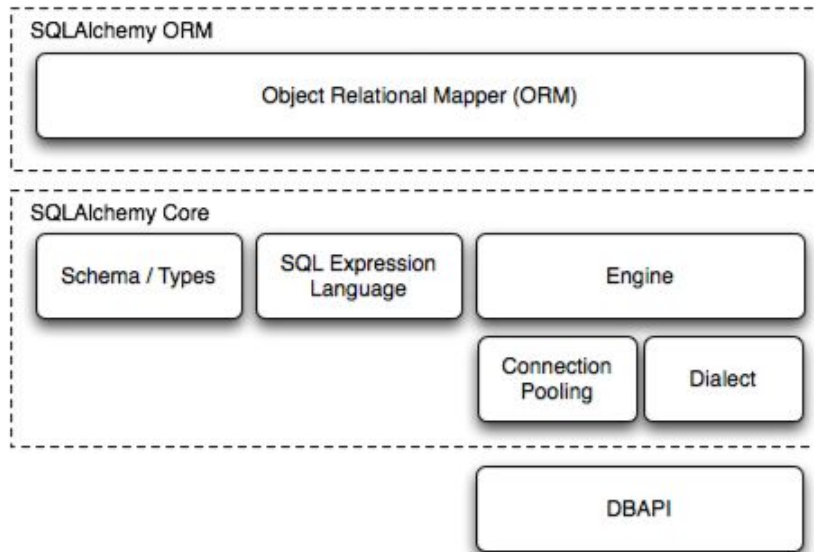 SQLAlchemy ORM
Object Relational Mapper (ORM)
SQLAlchemy Core
Schema / Types
SQL Expression
Language
Engine
Connection
Pooling
Dialect
DBAPI